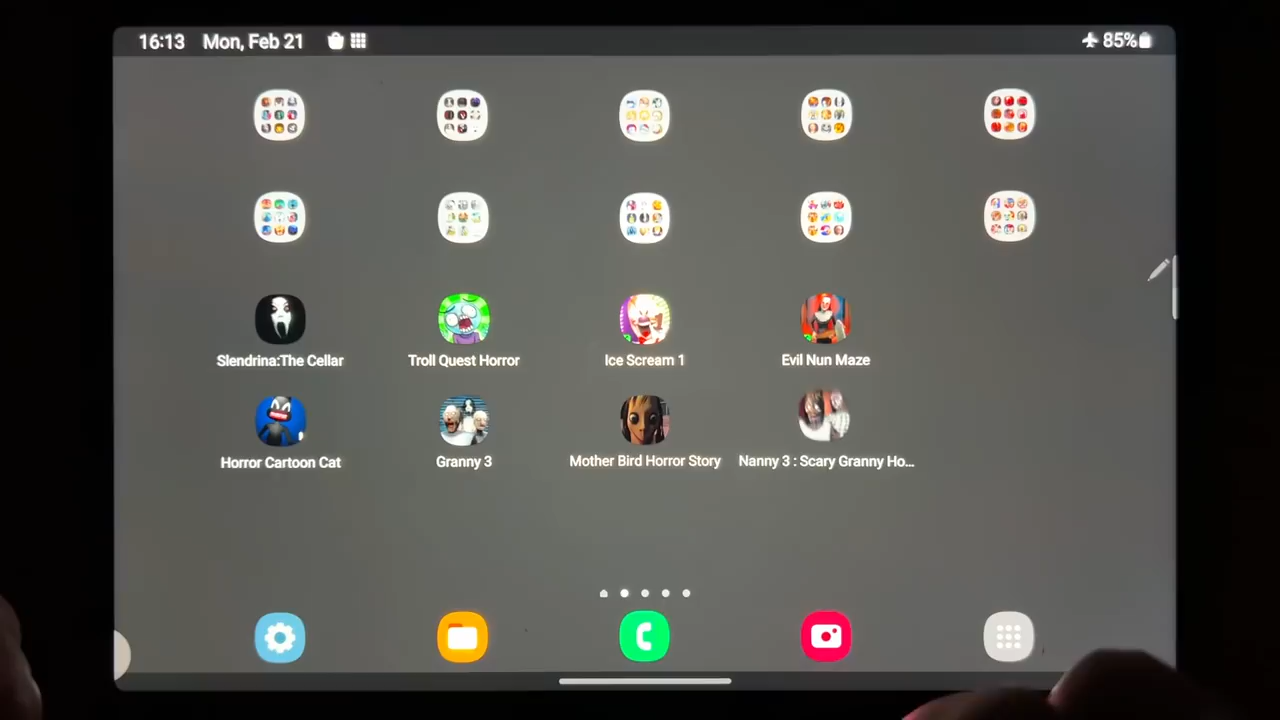 16:13 Mon, Feb 21 85%
Slendrina:The Cellar Troll Quest Horror Ice Scream 1 Evil Nun Maze
Horror Cartoon Cat Granny 3 Mother Bird Horror Story Nanny 3 : Scary Granny Ho...